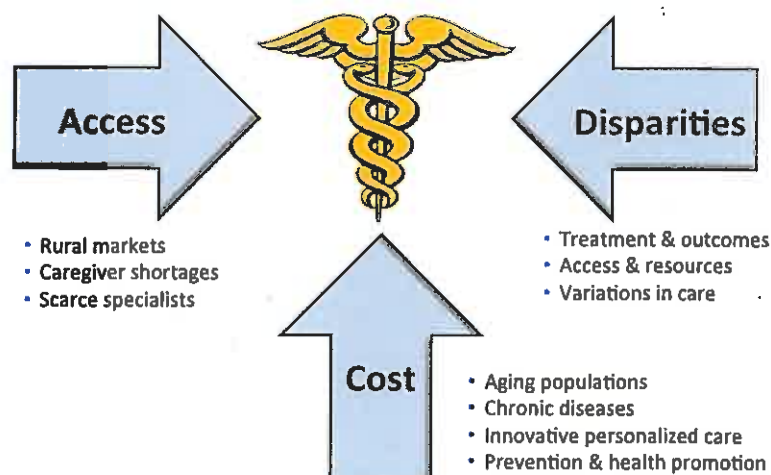 Access
• Rural markets
• Caregiver shortages
• Scarce specialists
Disparities
• Treatment & outcomes
• Access & resources
• Variations in care
Cost
• Aging populations
• Chronic diseases
• Innovative personalized care
• Prevention & health promotion